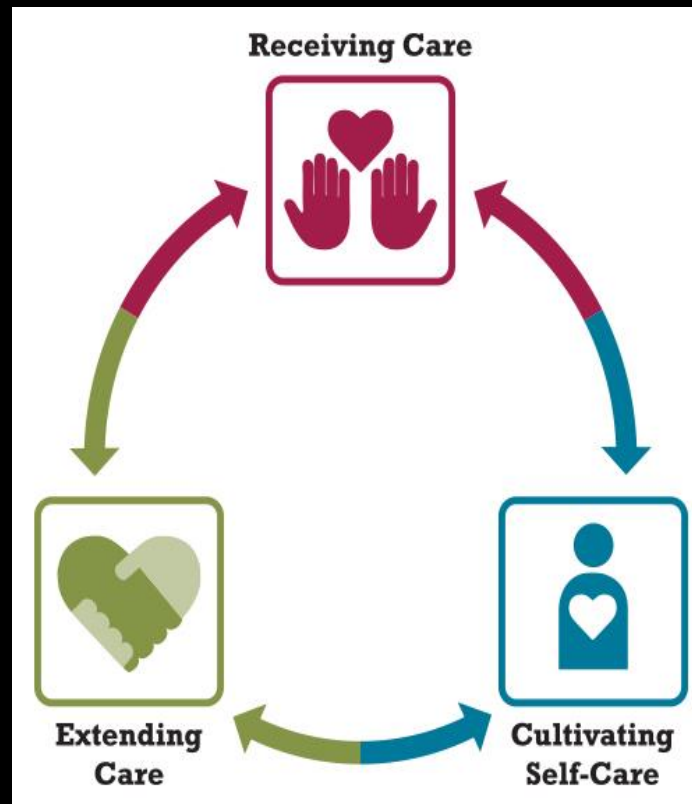 Receiving Care
Extending
Care
Cultivating
Self-Care